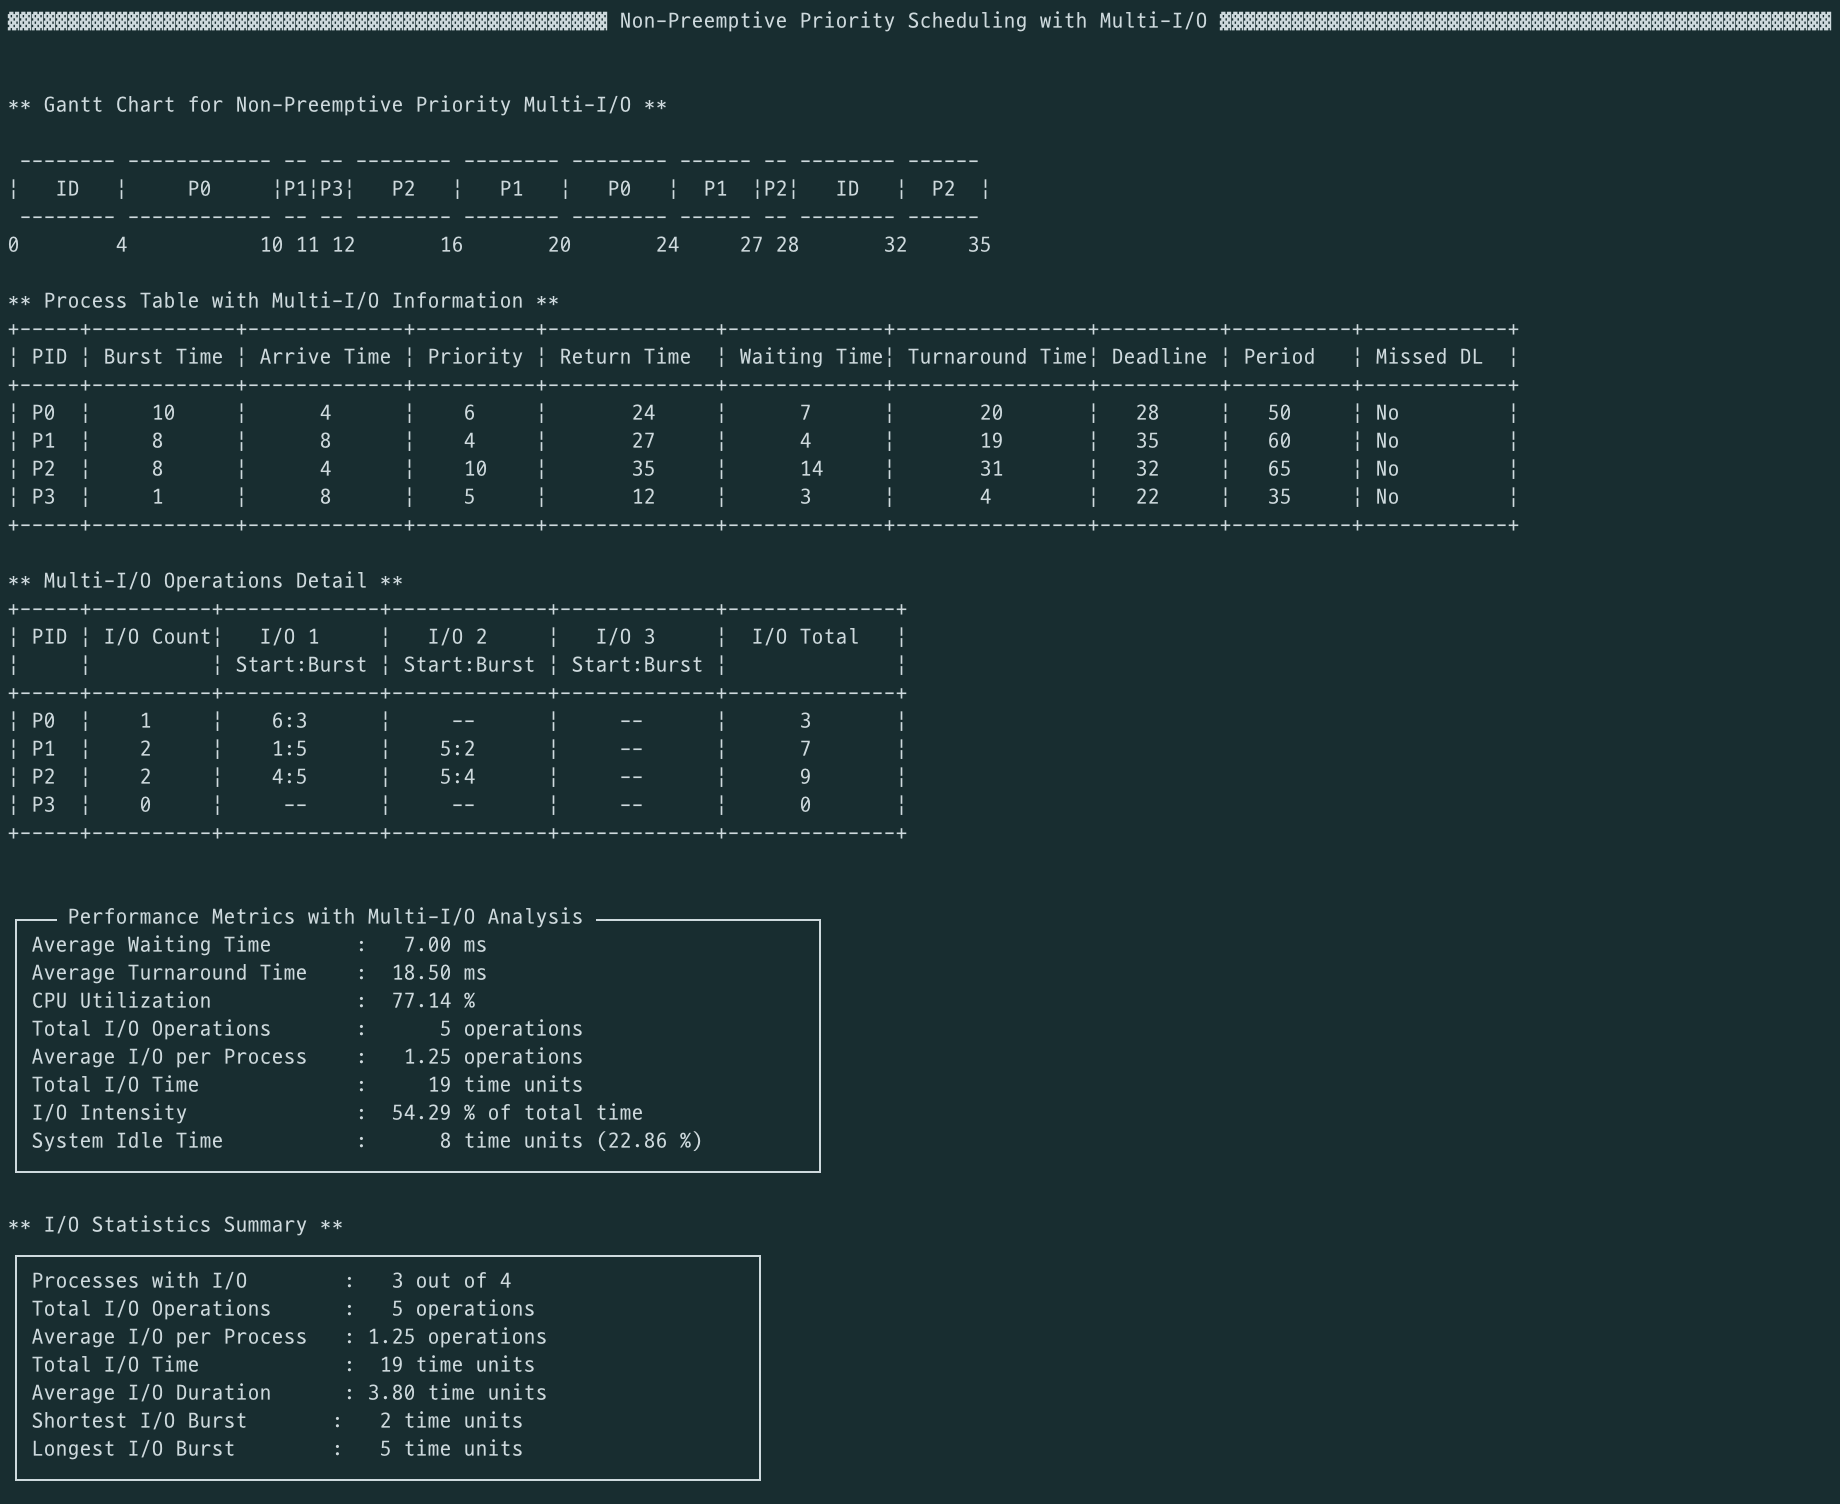 Non-Preemptive Priority Scheduling with Multi-I/O
** Gantt Chart for Non-Preemptive Priority Multi-I/O **
 -------- ------------ -- -- -------- -------- -------- ------ -- -------- ------
¦   ID   ¦     P0     ¦P1¦P3¦   P2   ¦   P1   ¦   P0   ¦  P1  ¦P2¦   ID   ¦  P2  ¦
 -------- ------------ -- -- -------- -------- -------- ------ -- -------- ------
0        4           10 11 12       16       20       24     27 28       32     35
** Process Table with Multi-I/O Information **
+-----+------------+-------------+----------+--------------+-------------+----------------+----------+----------+------------+
¦ PID ¦ Burst Time ¦ Arrive Time ¦ Priority ¦ Return Time  ¦ Waiting Time¦ Turnaround Time¦ Deadline ¦ Period   ¦ Missed DL  ¦
+-----+------------+-------------+----------+--------------+-------------+----------------+----------+----------+------------+
¦ P0  ¦     10     ¦      4      ¦    6     ¦       24     ¦      7      ¦       20       ¦   28     ¦   50     ¦ No         ¦
¦ P1  ¦     8      ¦      8      ¦    4     ¦       27     ¦      4      ¦       19       ¦   35     ¦   60     ¦ No         ¦
¦ P2  ¦     8      ¦      4      ¦    10    ¦       35     ¦      14     ¦       31       ¦   32     ¦   65     ¦ No         ¦
¦ P3  ¦     1      ¦      8      ¦    5     ¦       12     ¦      3      ¦       4        ¦   22     ¦   35     ¦ No         ¦
+-----+------------+-------------+----------+--------------+-------------+----------------+----------+----------+------------+
** Multi-I/O Operations Detail **
+-----+----------+-------------+-------------+-------------+--------------+
¦ PID ¦ I/O Count¦   I/O 1     ¦   I/O 2     ¦   I/O 3     ¦  I/O Total   ¦
¦     ¦          ¦ Start:Burst ¦ Start:Burst ¦ Start:Burst ¦              ¦
+-----+----------+-------------+-------------+-------------+--------------+
¦ P0  ¦    1     ¦    6:3      ¦     --      ¦     --      ¦      3       ¦
¦ P1  ¦    2     ¦    1:5      ¦    5:2      ¦     --      ¦      7       ¦
¦ P2  ¦    2     ¦    4:5      ¦    5:4      ¦     --      ¦      9       ¦
¦ P3  ¦    0     ¦     --      ¦     --      ¦     --      ¦      0       ¦
+-----+----------+-------------+-------------+-------------+--------------+
Performance Metrics with Multi-I/O Analysis
Average Waiting Time       :   7.00 ms
Average Turnaround Time    :  18.50 ms
CPU Utilization            :  77.14 %
Total I/O Operations       :      5 operations
Average I/O per Process    :   1.25 operations
Total I/O Time             :     19 time units
I/O Intensity              :  54.29 % of total time
System Idle Time           :      8 time units (22.86 %)
** I/O Statistics Summary **
Processes with I/O        :   3 out of 4
Total I/O Operations      :   5 operations
Average I/O per Process   : 1.25 operations
Total I/O Time            :  19 time units
Average I/O Duration      : 3.80 time units
Shortest I/O Burst       :   2 time units
Longest I/O Burst        :   5 time units